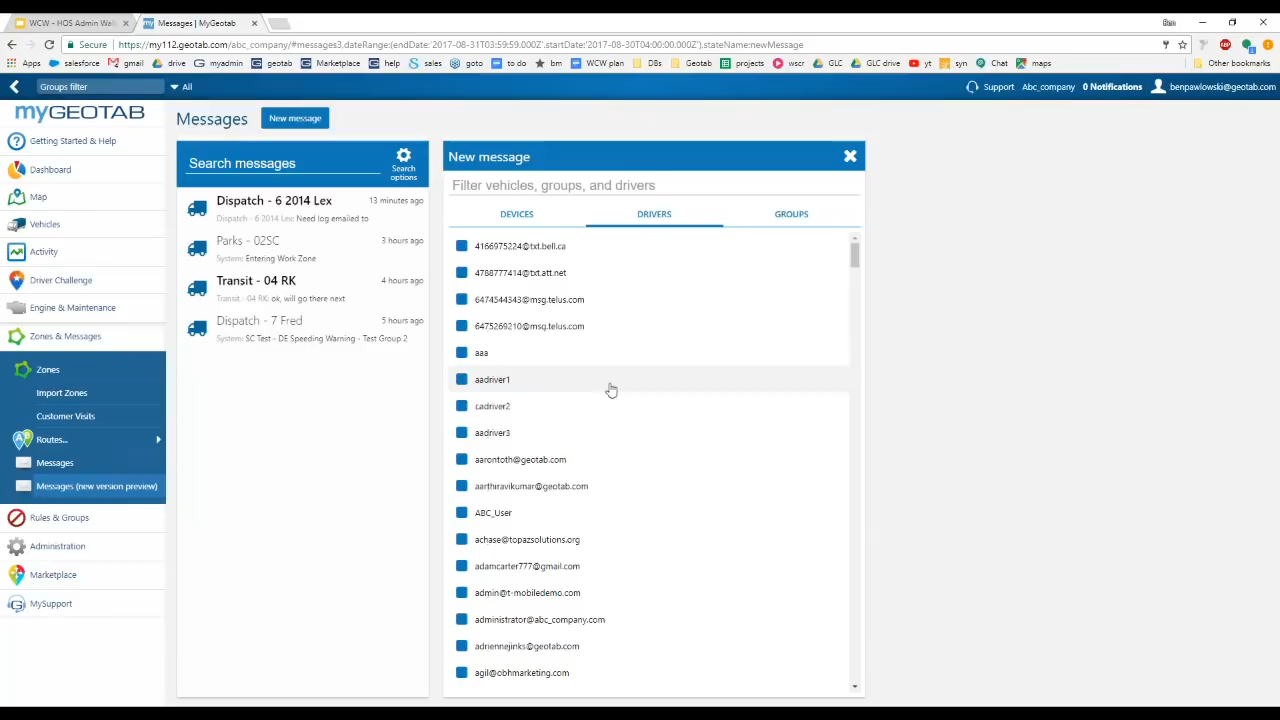 WCW - HOS Admin Wal
Messages | MyGeotab
Ben
Secure
https://my112.geotab.com/abc_company/#messages3,dateRange:(endDate:'2017-08-31T03:59:59.000Z',startDate:'2017-08-30T04:00:00.000Z'),stateName:newMessage
Apps
salesforce
gmail
drive
myadmin
geotab
Marketplace
help
sales
goto
to do
bm
WCW plan
DBs
Geotab
projects
wscr
GLC
GLC drive
yt
syn
Chat
maps
Other bookmarks
Groups filter
All
Support
Abc_company
0 Notifications
benpawlowski@geotab.com
myGEOTAB
Getting Started & Help
Dashboard
Map
Vehicles
Activity
Driver Challenge
Engine & Maintenance
Zones & Messages
Zones
Import Zones
Customer Visits
Routes...
Messages
Messages (new version preview)
Rules & Groups
Administration
Marketplace
MySupport
Messages
New message
Search messages
Search options
Dispatch - 6 2014 Lex
13 minutes ago
Dispatch - 6 2014 Lex: Need log emailed to
Parks - 02SC
3 hours ago
System: Entering Work Zone
Transit - 04 RK
4 hours ago
Transit - 04 RK: ok, will go there next
Dispatch - 7 Fred
5 hours ago
System: SC Test - DE Speeding Warning - Test Group 2
New message
Filter vehicles, groups, and drivers
DEVICES
DRIVERS
GROUPS
4166975224@txt.bell.ca
4788777414@txt.att.net
6474544343@msg.telus.com
6475269210@msg.telus.com
aaa
aadriver1
cadriver2
aadriver3
aarontoth@geotab.com
aarthiravikumar@geotab.com
ABC_User
achase@topazsolutions.org
adamcarter777@gmail.com
admin@t-mobiledemo.com
administrator@abc_company.com
adriennejinks@geotab.com
agil@obhmarketing.com